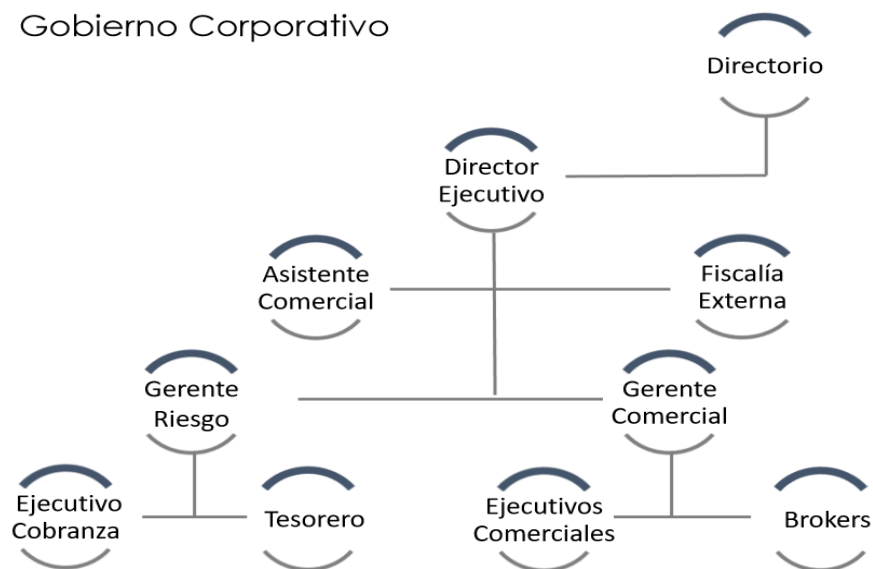 Gobierno Corporativo
Directorio
Director
Ejecutivo
Asistente
Comercial
Fiscalía
Externa
Gerente
Riesgo
Gerente
Comercial
Ejecutivo
Cobranza
Tesorero
Ejecutivos
Comerciales
Brokers